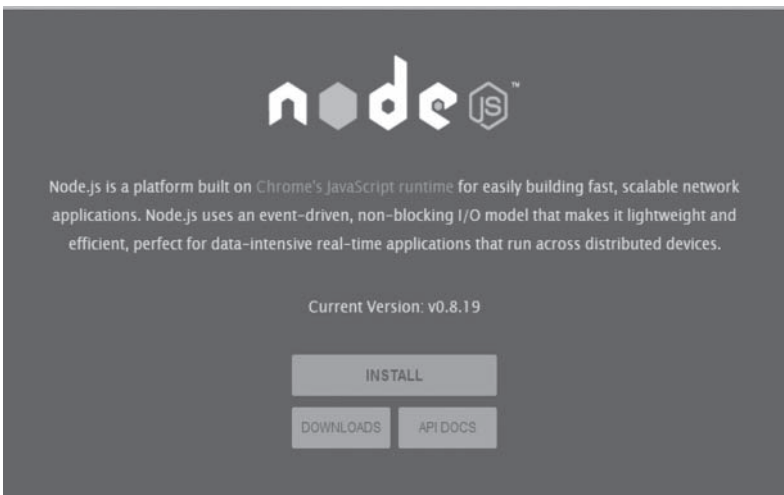 node JS™
Node.js is a platform built on Chrome's JavaScript runtime for easily building fast, scalable network
applications. Node.js uses an event-driven, non-blocking I/O model that makes it lightweight and
efficient, perfect for data-intensive real-time applications that run across distributed devices.
Current Version: v0.8.19
INSTALL
DOWNLOADS API DOCS